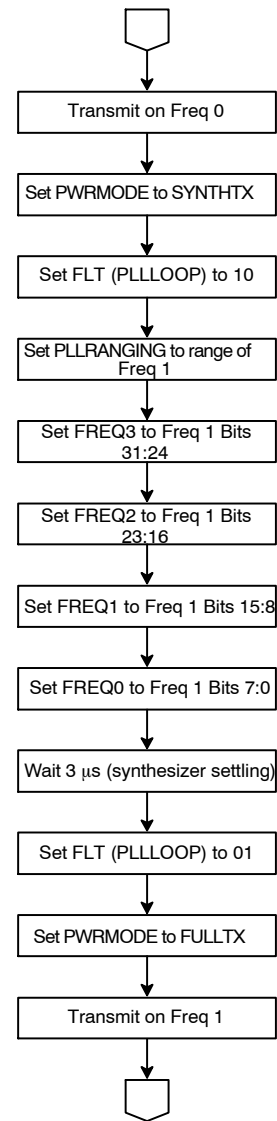 Transmit on Freq 0
Set PWRMODE to SYNTHTX
Set FLT (PLLLOOP) to 10
Set PLLRANGING to range of
Freq 1
Set FREQ3 to Freq 1 Bits
31:24
Set FREQ2 to Freq 1 Bits
23:16
Set FREQ1 to Freq 1 Bits 15:8
Set FREQ0 to Freq 1 Bits 7:0
Wait 3 μs (synthesizer settling)
Set FLT (PLLLOOP) to 01
Set PWRMODE to FULLTX
Transmit on Freq 1